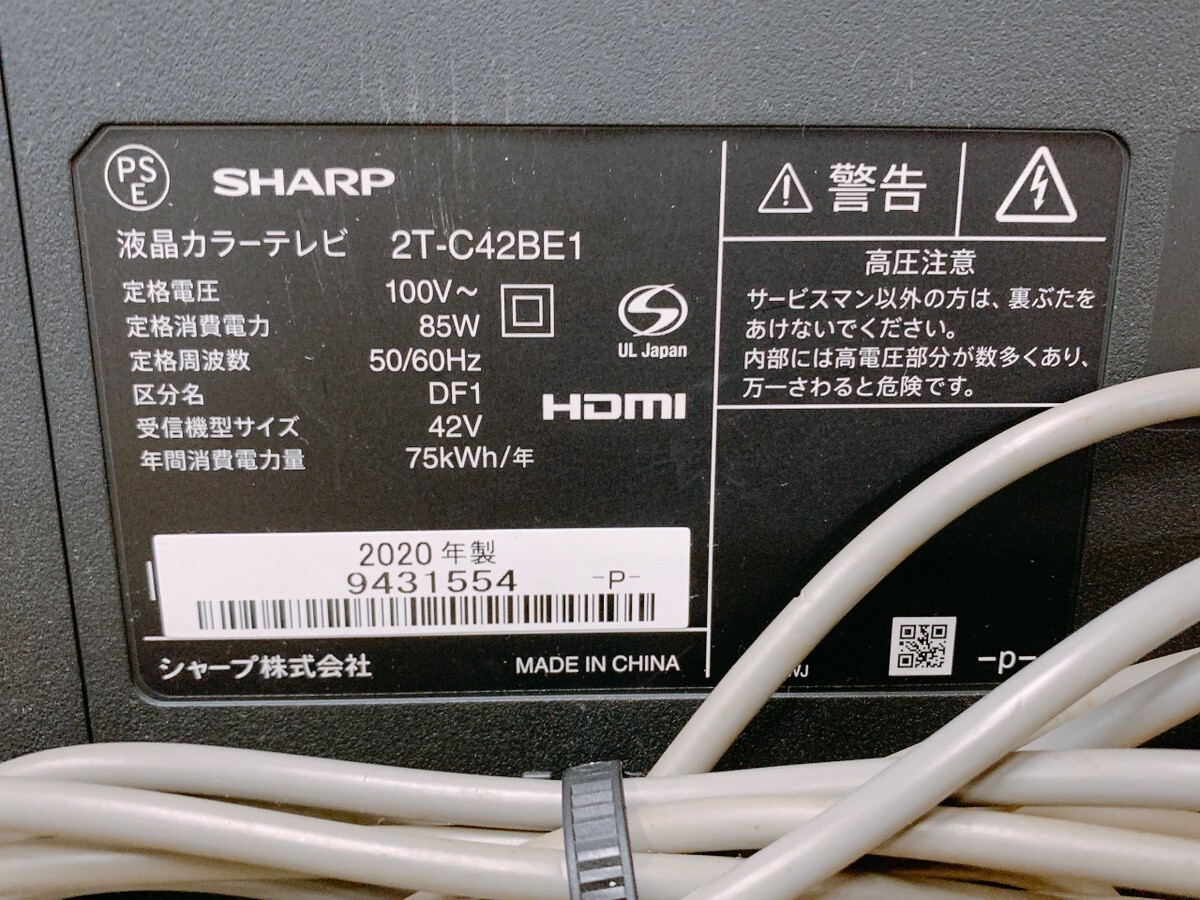 PSE
SHARP
液晶カラーテレビ 2T-C42BE1
定格電圧 100V～
定格消費電力 85W
定格周波数 50/60Hz
区分名 DF1
受信機型サイズ 42V
年間消費電力量 75kWh/年
UL Japan
HDMI
2020年製
9431554 -P-
シャープ株式会社 MADE IN CHINA
警告
高圧注意
サービスマン以外の方は、裏ぶたを
あけないでください。
内部には高電圧部分が数多くあり、
万一さわると危険です。
-p-